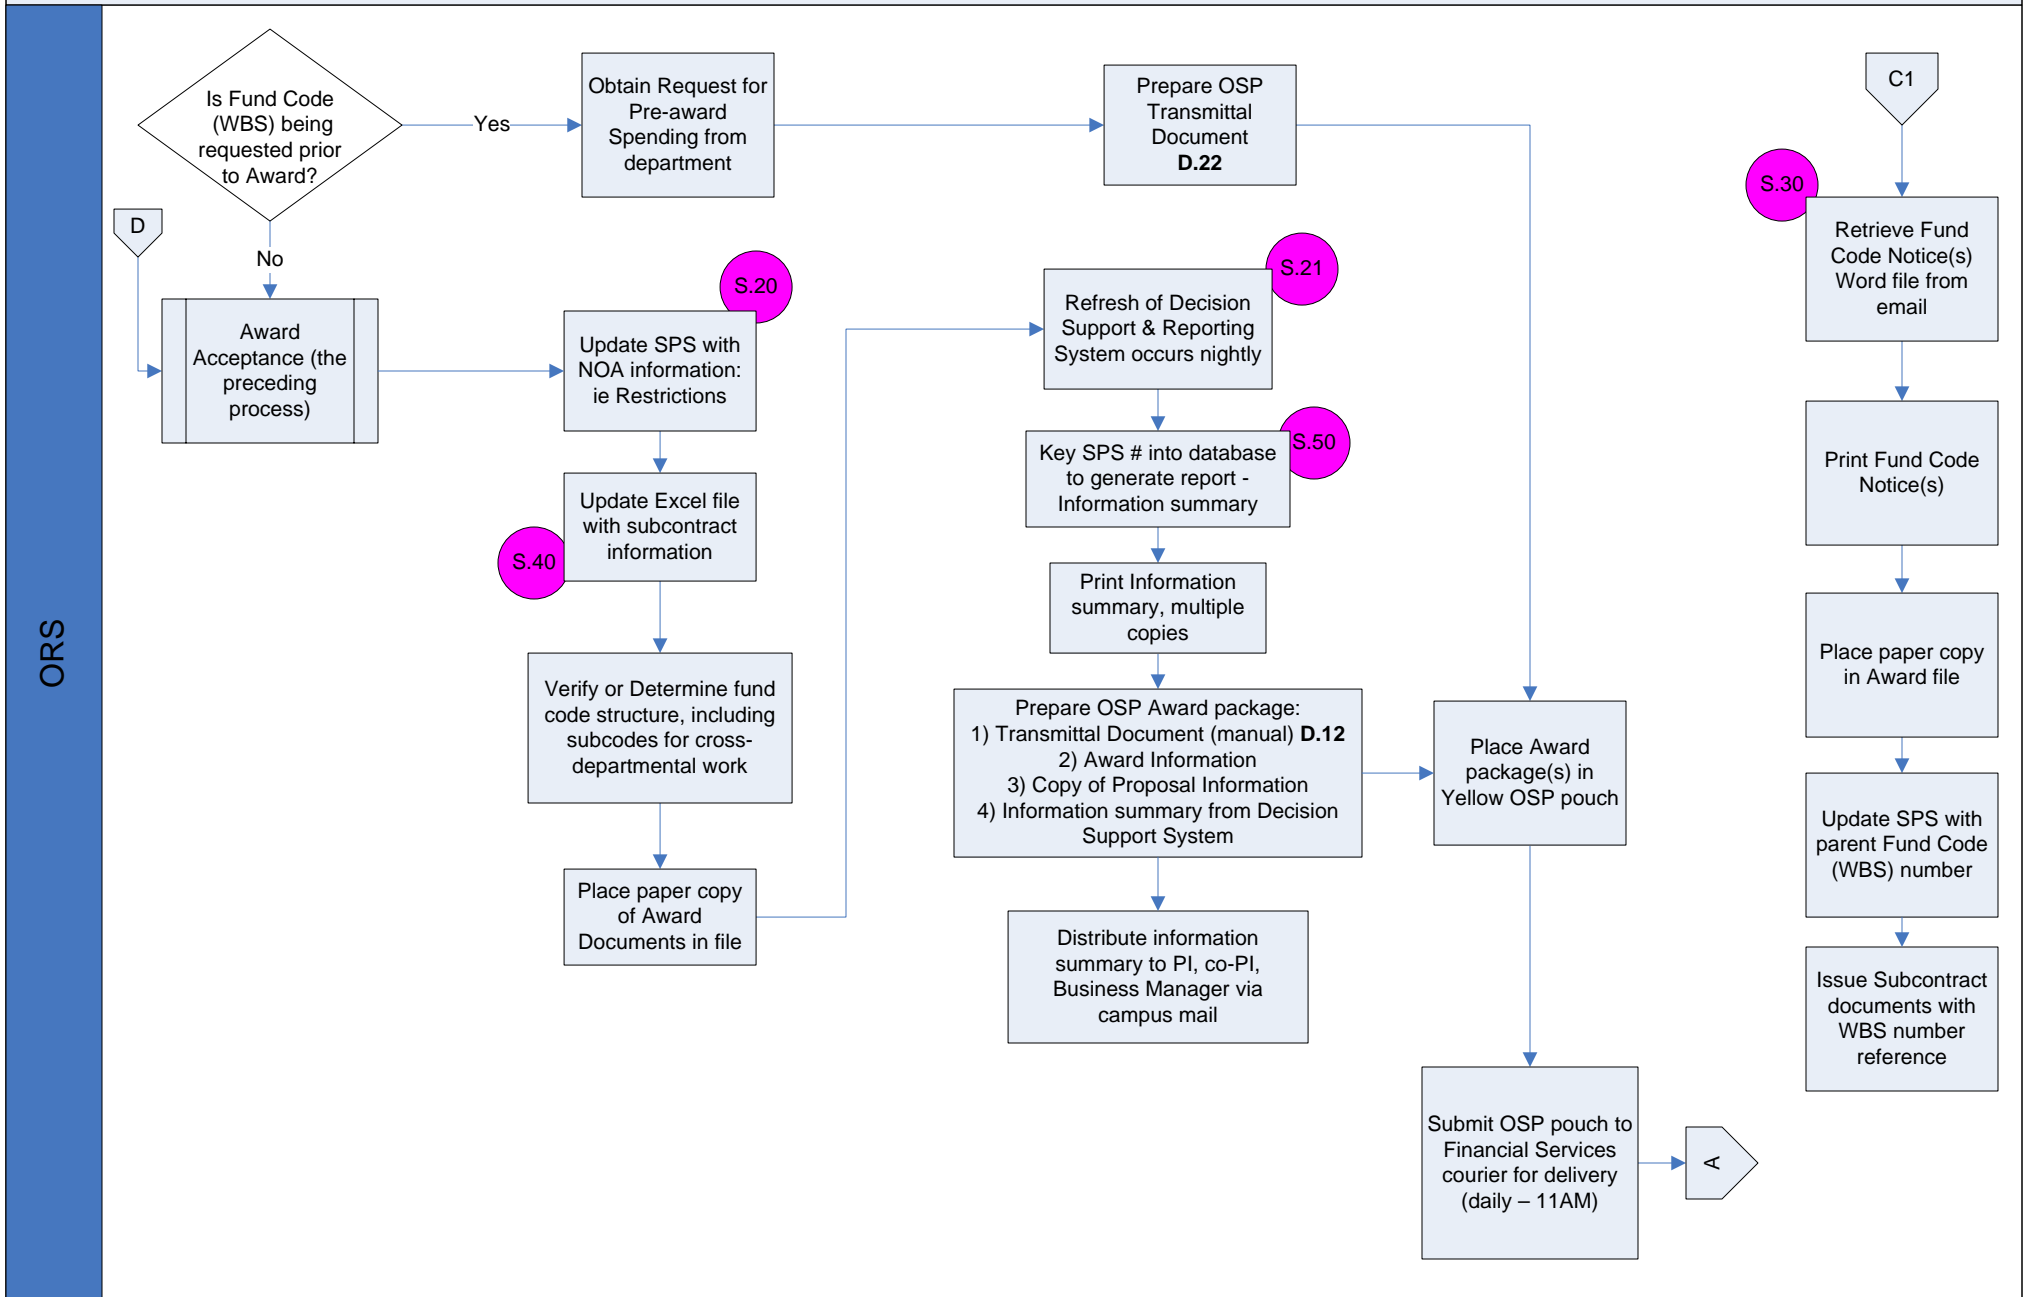 ORS
Is Fund Code
(WBS) being
requested prior
to Award?
Yes
No
Obtain Request for
Pre-award
Spending from
department
Prepare OSP
Transmittal
Document
D.22
D
Award
Acceptance (the
preceding
process)
S.20
Update SPS with
NOA information:
ie Restrictions
S.40
Update Excel file
with subcontract
information
Verify or Determine fund
code structure, including
subcodes for cross-
departmental work
Place paper copy
of Award
Documents in file
S.21
Refresh of Decision
Support & Reporting
System occurs nightly
S.50
Key SPS # into database
to generate report -
Information summary
Print Information
summary, multiple
copies
Prepare OSP Award package:
1) Transmittal Document (manual) D.12
2) Award Information
3) Copy of Proposal Information
4) Information summary from Decision
Support System
Distribute information
summary to PI, co-PI,
Business Manager via
campus mail
Place Award
package(s) in
Yellow OSP pouch
Submit OSP pouch to
Financial Services
courier for delivery
(daily – 11AM)
A
C1
S.30
Retrieve Fund
Code Notice(s)
Word file from
email
Print Fund Code
Notice(s)
Place paper copy
in Award file
Update SPS with
parent Fund Code
(WBS) number
Issue Subcontract
documents with
WBS number
reference